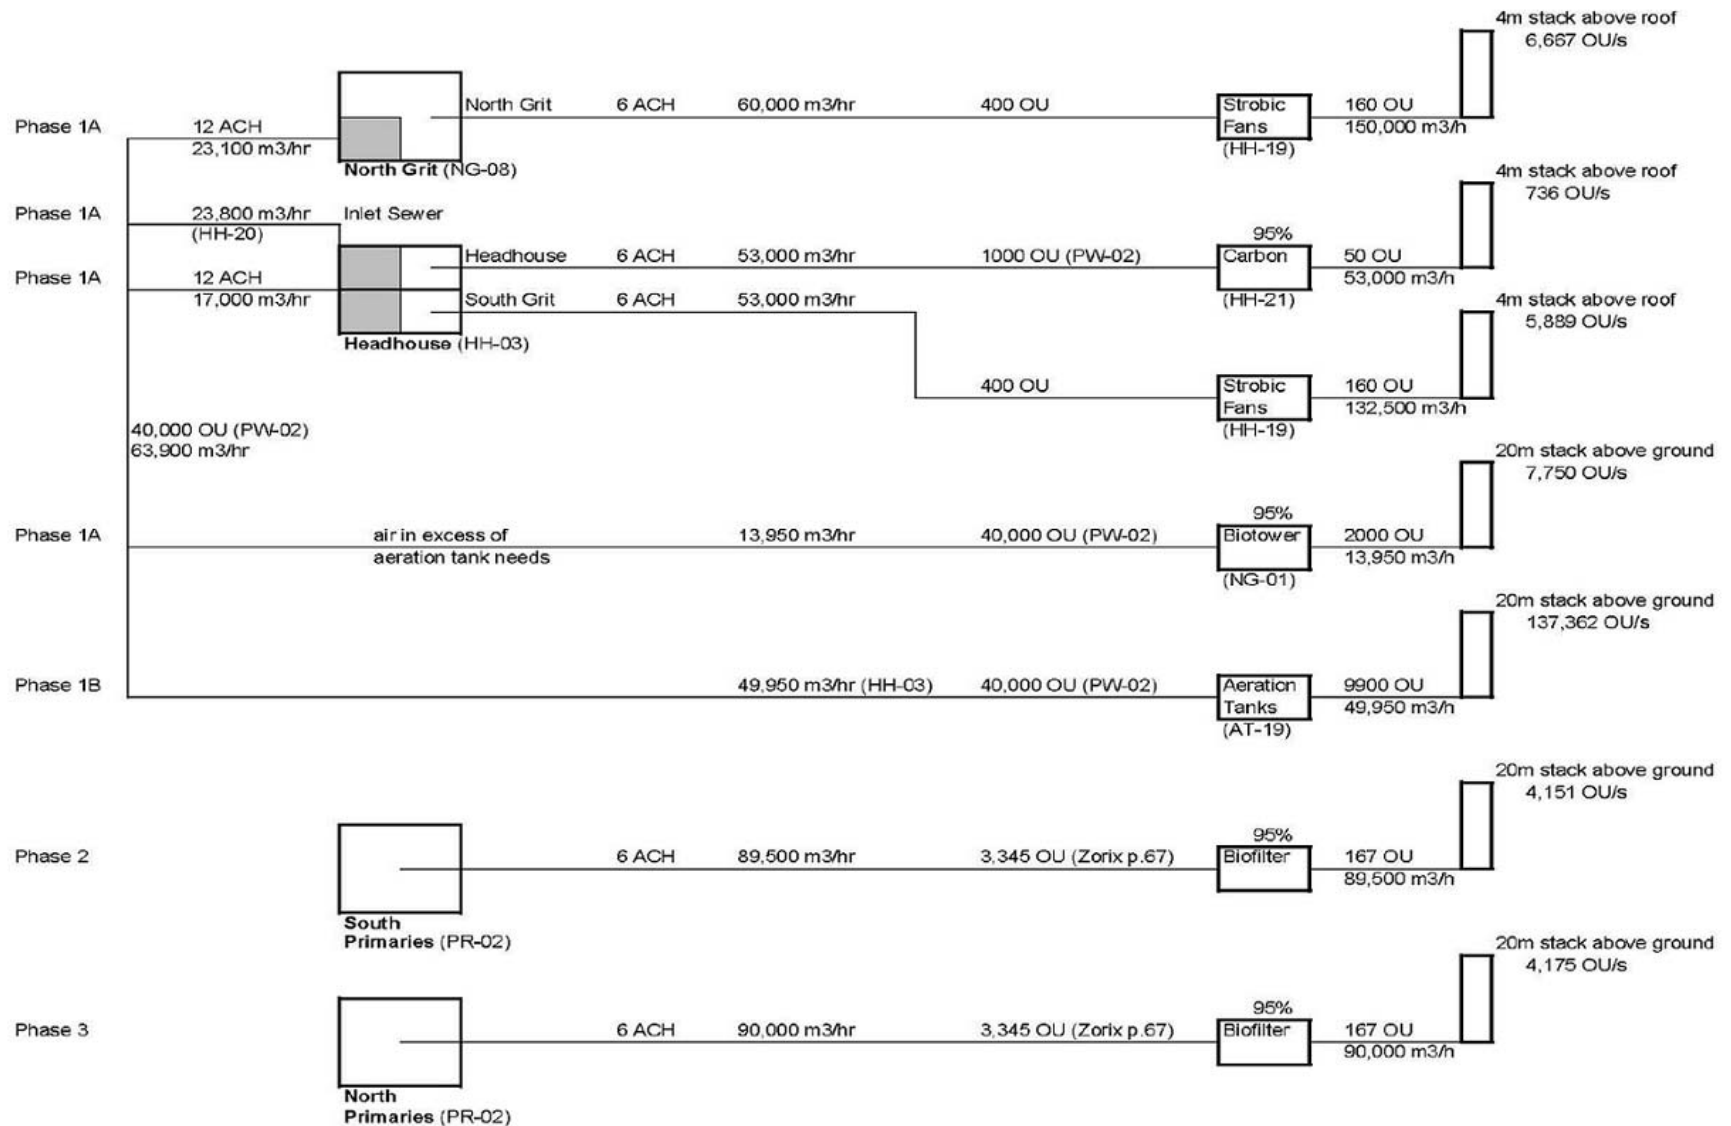 4m stack above roof
6,667 OU/s
North Grit 6 ACH 60,000 m3/hr 400 OU Strobic 160 OU
Phase 1A 12 ACH Fans 150,000 m3/h
23,100 m3/hr (HH-19)
North Grit (NG-08)
4m stack above roof
736 OU/s
Phase 1A 23,800 m3/hr Inlet Sewer
(HH-20) 95%
Headhouse 6 ACH 53,000 m3/hr 1000 OU (PW-02) Carbon 50 OU
Phase 1A 12 ACH 53,000 m3/h
17,000 m3/hr South Grit 6 ACH 53,000 m3/hr (HH-21)
4m stack above roof
5,889 OU/s
Headhouse (HH-03)
400 OU Strobic 160 OU
Fans 132,500 m3/h
(HH-19)
40,000 OU (PW-02)
63,900 m3/hr
20m stack above ground
7,750 OU/s
95%
Phase 1A air in excess of 13,950 m3/hr 40,000 OU (PW-02) Biotower 2000 OU
aeration tank needs 13,950 m3/h
(NG-01)
20m stack above ground
137,362 OU/s
Phase 1B 49,950 m3/hr (HH-03) 40,000 OU (PW-02) Aeration 9900 OU
Tanks 49,950 m3/h
(AT-19)
20m stack above ground
4,151 OU/s
95%
Phase 2 6 ACH 89,500 m3/hr 3,345 OU (Zorix p.67) Biofilter 167 OU
89,500 m3/h
South
Primaries (PR-02)
20m stack above ground
4,175 OU/s
95%
Phase 3 6 ACH 90,000 m3/hr 3,345 OU (Zorix p.67) Biofilter 167 OU
90,000 m3/h
North
Primaries (PR-02)